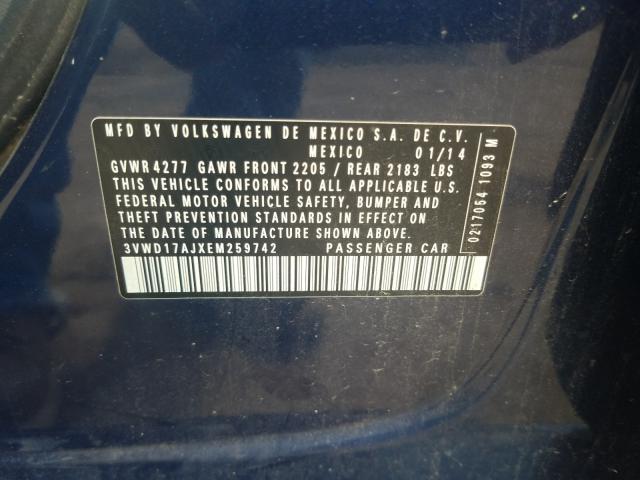 MFD BY VOLKSWAGEN DE MEXICO S.A. DE C.V.
MEXICO 01/14
GVWR 4277 GAWR FRONT 2205 / REAR 2183 LBS
THIS VEHICLE CONFORMS TO ALL APPLICABLE U.S.
FEDERAL MOTOR VEHICLE SAFETY, BUMPER AND
THEFT PREVENTION STANDARDS IN EFFECT ON
THE DATE OF MANUFACTURE SHOWN ABOVE.
3VWD17AJXEM259742 PASSENGER CAR
0217054 1093 M